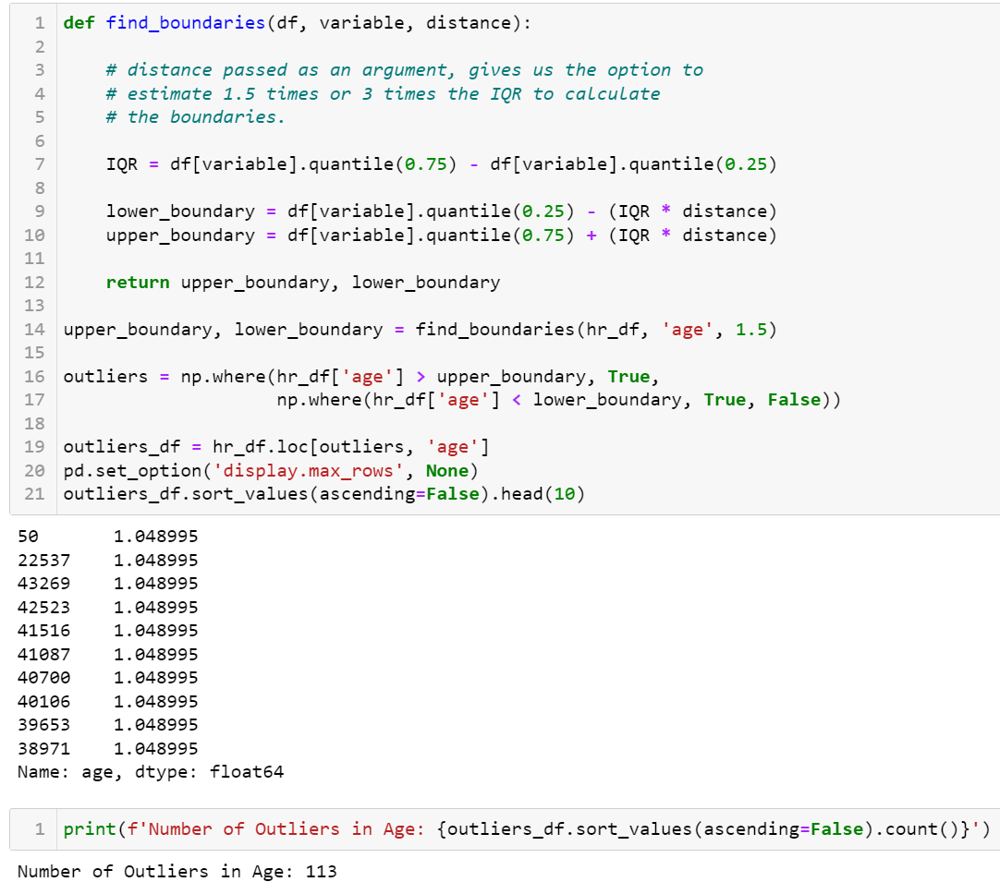 1 def find_boundaries(df, variable, distance):
2
3     # distance passed as an argument, gives us the option to
4     # estimate 1.5 times or 3 times the IQR to calculate
5     # the boundaries.
6
7     IQR = df[variable].quantile(0.75) - df[variable].quantile(0.25)
8
9     lower_boundary = df[variable].quantile(0.25) - (IQR * distance)
10     upper_boundary = df[variable].quantile(0.75) + (IQR * distance)
11
12     return upper_boundary, lower_boundary
13
14 upper_boundary, lower_boundary = find_boundaries(hr_df, 'age', 1.5)
15
16 outliers = np.where(hr_df['age'] > upper_boundary, True,
17                     np.where(hr_df['age'] < lower_boundary, True, False))
18
19 outliers_df = hr_df.loc[outliers, 'age']
20 pd.set_option('display.max_rows', None)
21 outliers_df.sort_values(ascending=False).head(10)
50       1.048995
22537    1.048995
43269    1.048995
42523    1.048995
41516    1.048995
41087    1.048995
40700    1.048995
40106    1.048995
39653    1.048995
38971    1.048995
Name: age, dtype: float64
1 print(f'Number of Outliers in Age: {outliers_df.sort_values(ascending=False).count()}')
Number of Outliers in Age: 113